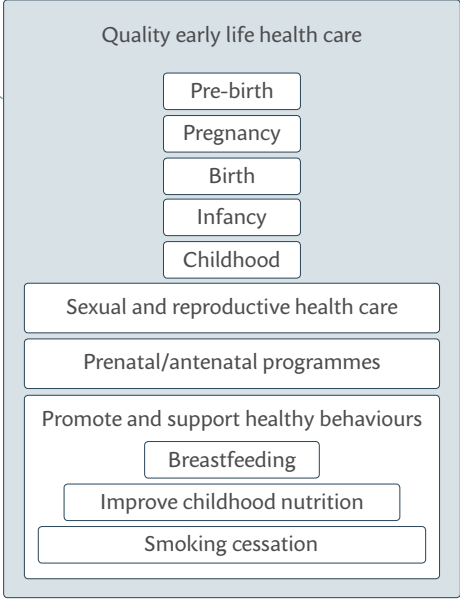 Quality early life health care
Pre-birth
Pregnancy
Birth
Infancy
Childhood
Sexual and reproductive health care
Prenatal/antenatal programmes
Promote and support healthy behaviours
Breastfeeding
Improve childhood nutrition
Smoking cessation